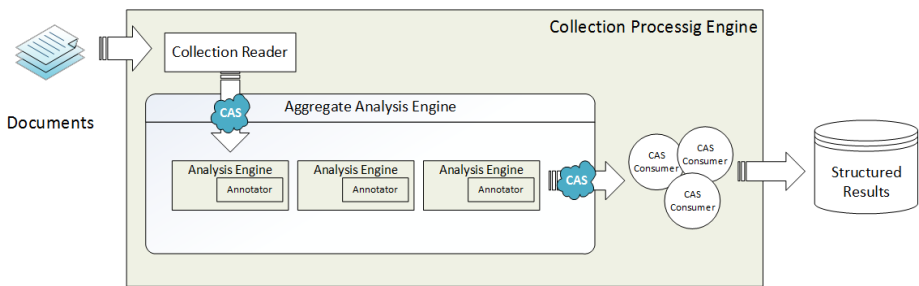 Collection Processig Engine
Documents
Collection Reader
CAS
Aggregate Analysis Engine
Analysis Engine
Annotator
Analysis Engine
Annotator
Analysis Engine
Annotator
CAS
CAS
Consumer
CAS
Consumer
CAS
Consumer
Structured
Results